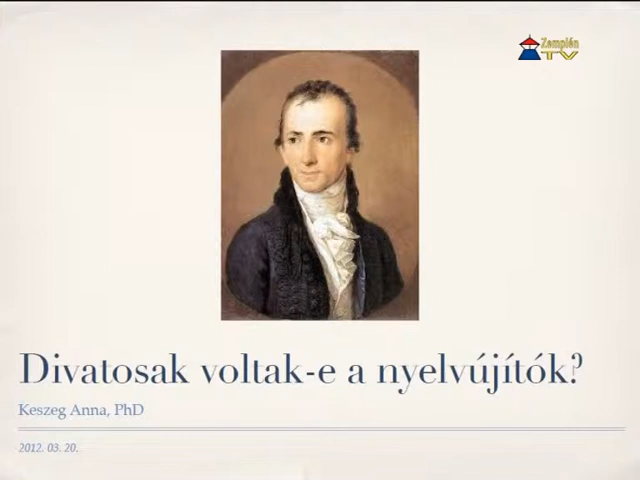 Zemplén
TV
Divatosak voltak-e a nyelvújítók?
Keszeg Anna, PhD
2012. 03. 20.